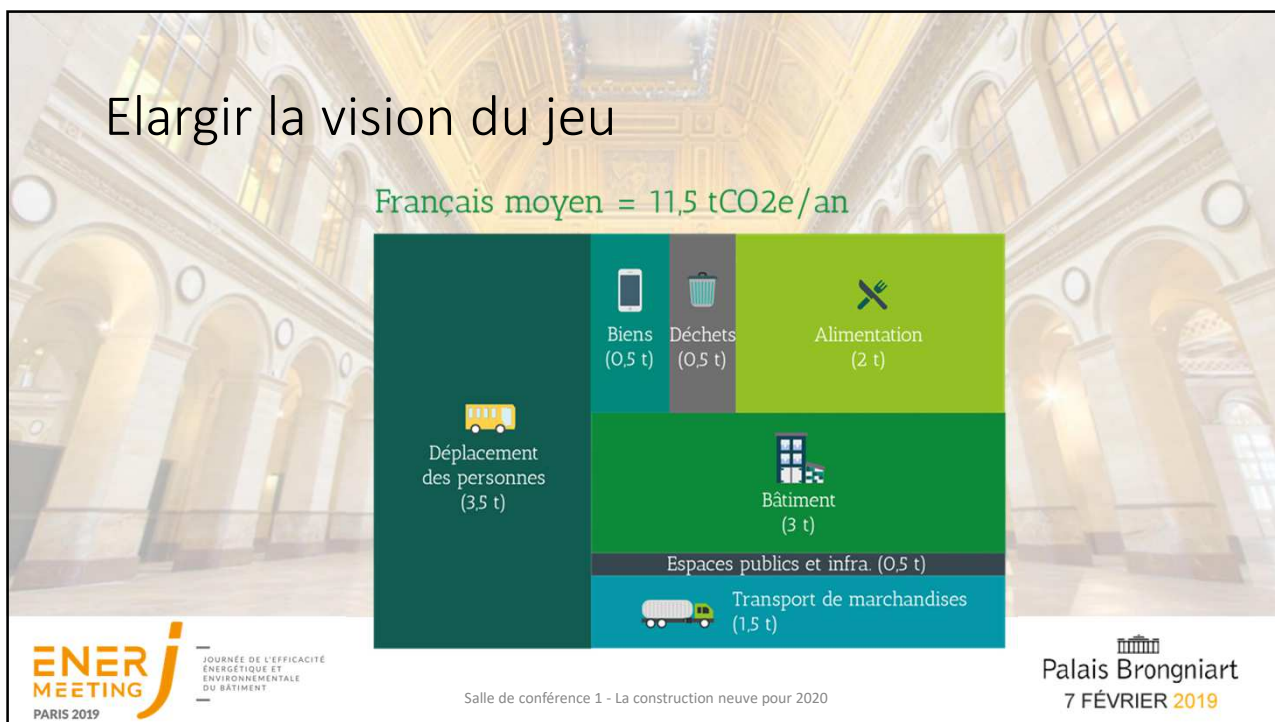 Elargir la vision du jeu
Français moyen = 11,5 tCO2e/an
Biens
(0,5 t)
Déchets
(0,5 t)
Alimentation
(2 t)
Déplacement
des personnes
(3,5 t)
Bâtiment
(3 t)
Espaces publics et infra. (0,5 t)
Transport de marchandises
(1,5 t)
ENER
MEETING
J
PARIS 2019
JOURNÉE DE L'EFFICACITÉ
ÉNERGÉTIQUE ET
ENVIRONNEMENTALE
DU BÂTIMENT
Salle de conférence 1 - La construction neuve pour 2020
Palais Brongniart
7 FÉVRIER 2019